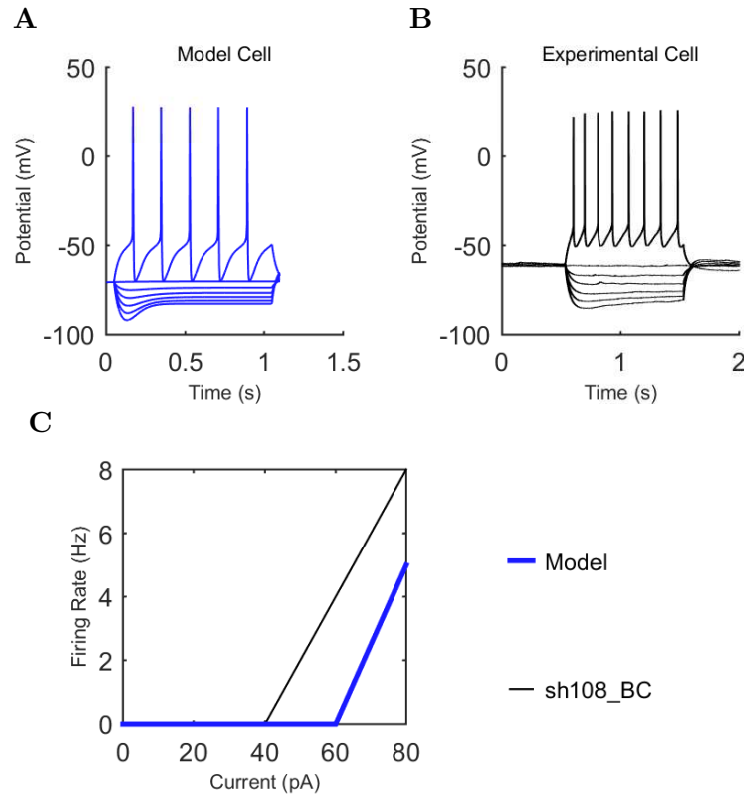 A
Model Cell
50
0
-50
-100
Potential (mV)
0 0.5 1 1.5
Time (s)
B
Experimental Cell
50
0
-50
-100
Potential (mV)
0 1 2
Time (s)
C
8
6
4
2
0
Firing Rate (Hz)
0 20 40 60 80
Current (pA)
Model
sh108_BC